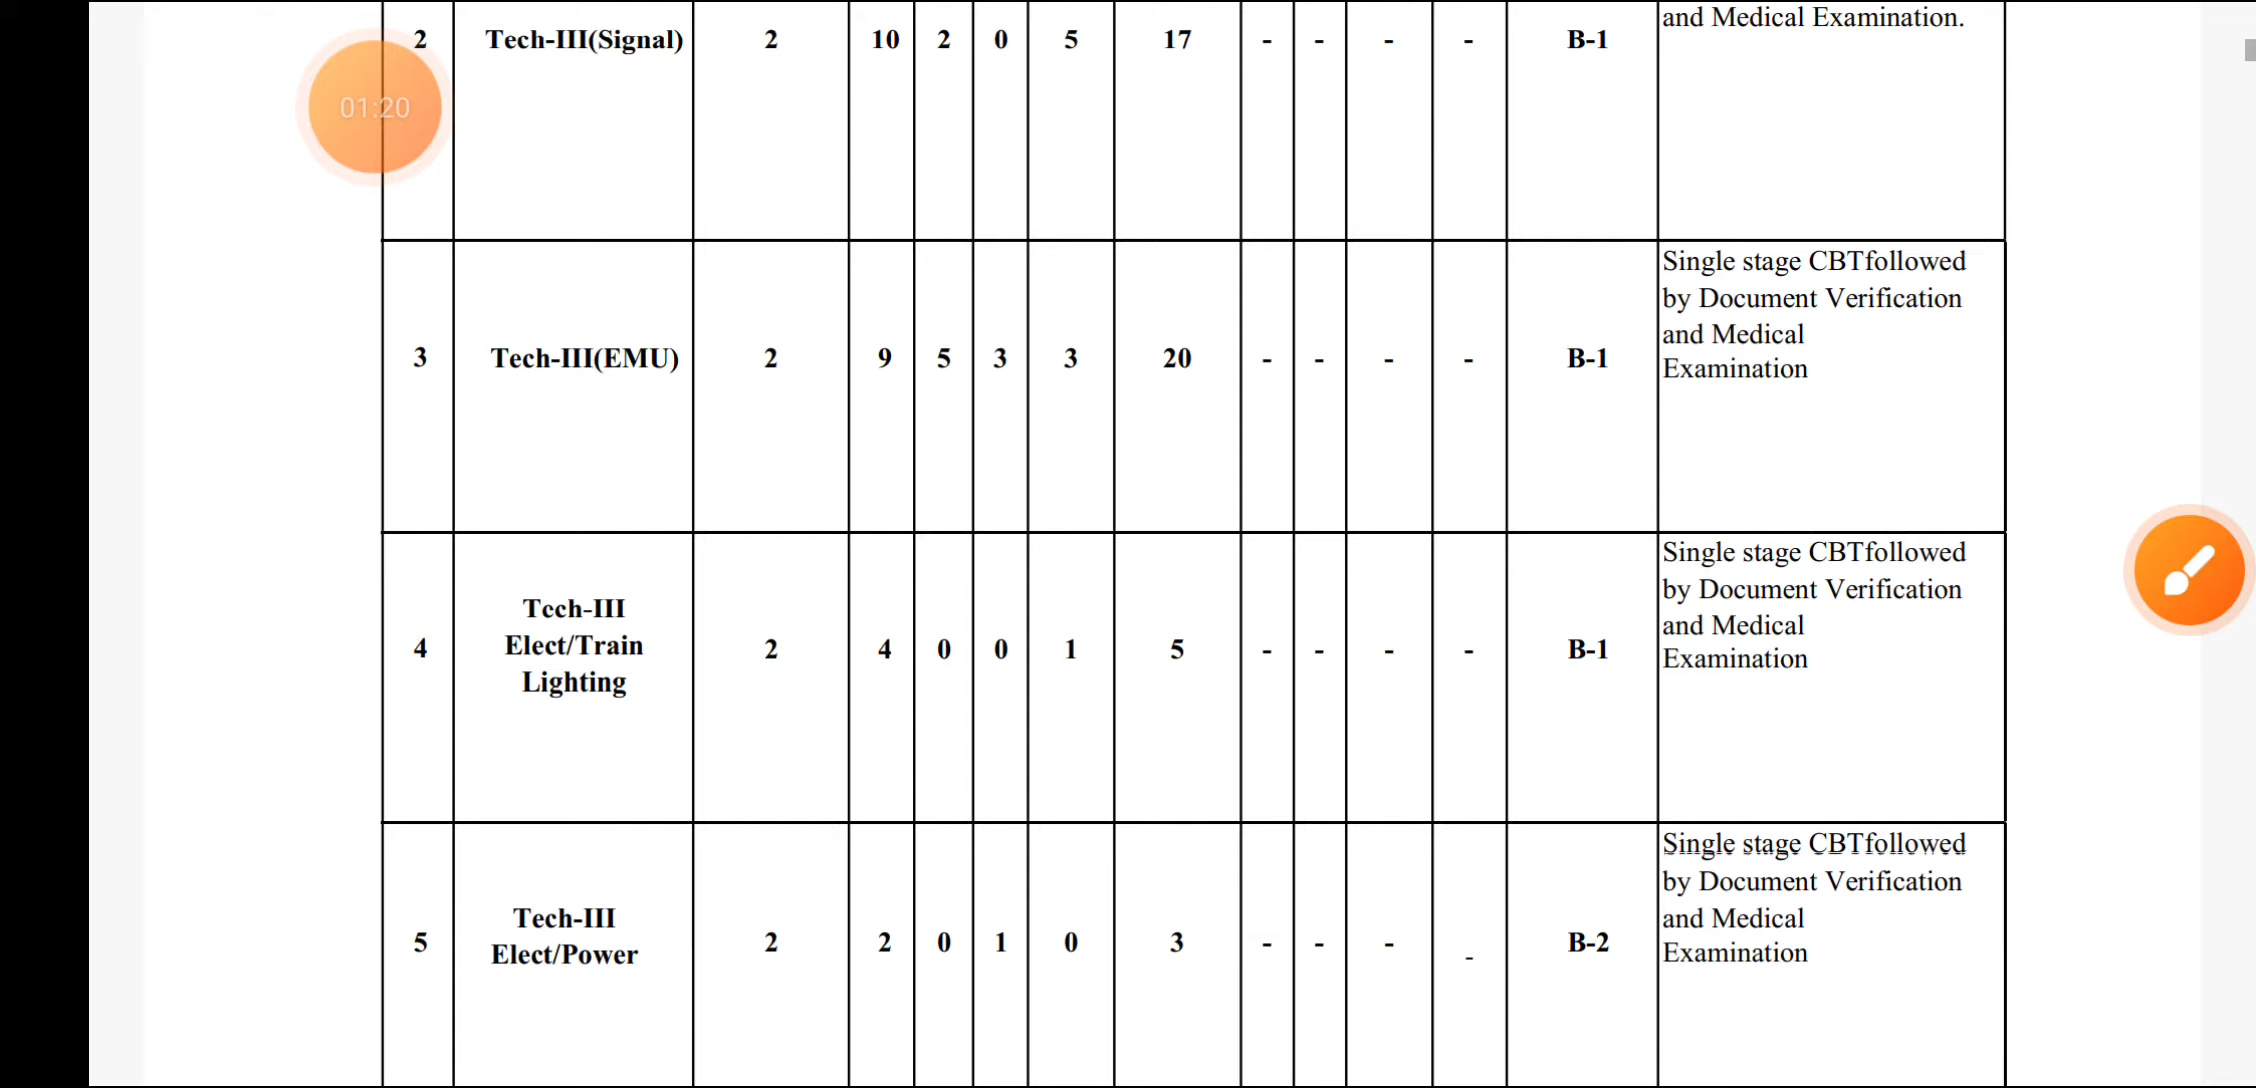 and Medical Examination.
2 Tech-III(Signal) 2 10 2 0 5 17 - - - - B-1
01:20
Single stage CBTfollowed
by Document Verification
and Medical
Examination
3 Tech-III(EMU) 2 9 5 3 3 20 - - - - B-1
Single stage CBTfollowed
by Document Verification
and Medical
Examination
Tech-III
Elect/Train
Lighting
4 2 4 0 0 1 5 - - - - B-1
Single stage CBTfollowed
by Document Verification
and Medical
Examination
Tech-III
Elect/Power
5 2 2 0 1 0 3 - - - - B-2